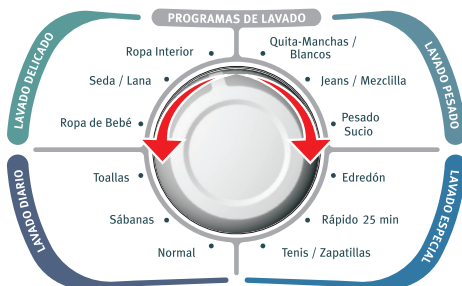 PROGRAMAS DE LAVADO
LAVADO DELICADO
Ropa Interior
Seda / Lana
Ropa de Bebé
LAVADO PESADO
Quita-Manchas /
Blancos
Jeans / Mezclilla
Pesado
Sucio
LAVADO DIARIO
Toallas
Sábanas
Normal
LAVADO ESPECIAL
Edredón
Rápido 25 min
Tenis / Zapatillas